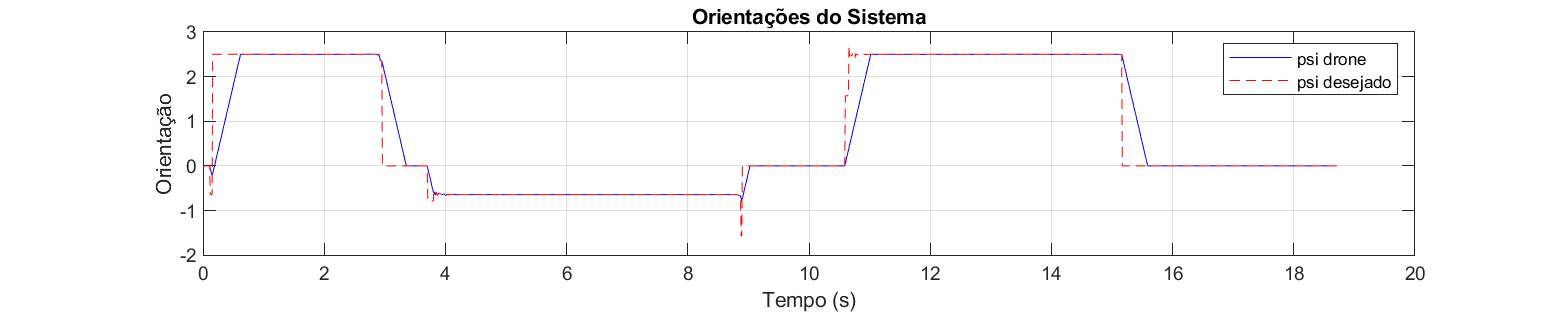 Orientações do Sistema
3
2
1
0
-1
-2
Orientação
psi drone
psi desejado
0 2 4 6 8 10 12 14 16 18 20
Tempo (s)